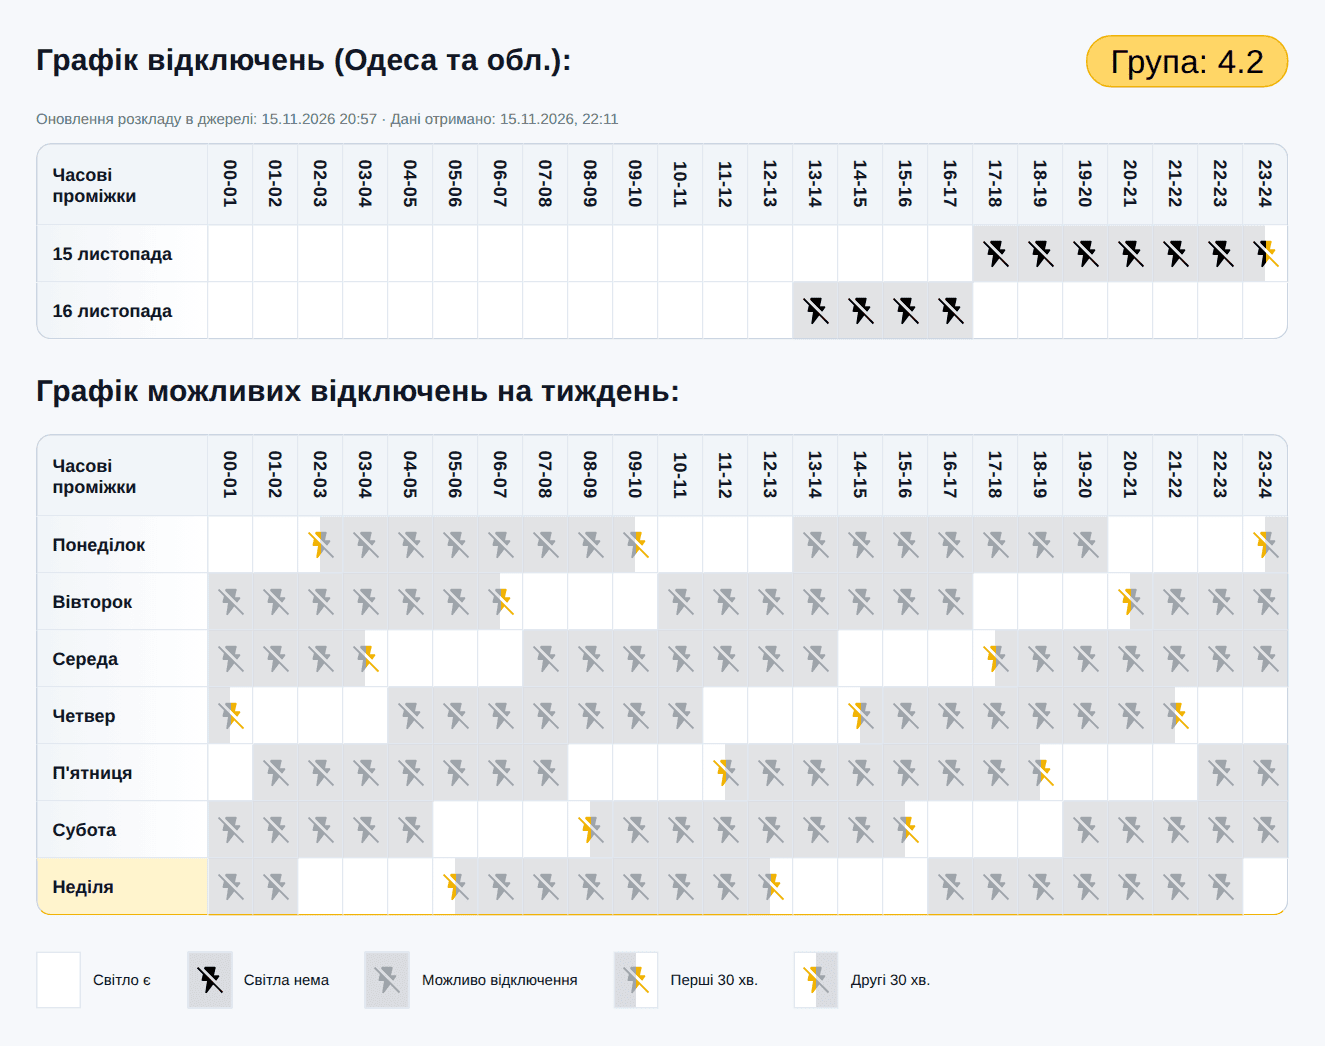 Графік відключень (Одеса та обл.):
Група: 4.2
Оновлення розкладу в джерелі: 15.11.2026 20:57 · Дані отримано: 15.11.2026, 22:11
Часові
проміжки
00-01 01-02 02-03 03-04 04-05 05-06 06-07 07-08 08-09 09-10 10-11 11-12 12-13 13-14 14-15 15-16 16-17 17-18 18-19 19-20 20-21 21-22 22-23 23-24
15 листопада
16 листопада
Графік можливих відключень на тиждень:
Часові
проміжки
00-01 01-02 02-03 03-04 04-05 05-06 06-07 07-08 08-09 09-10 10-11 11-12 12-13 13-14 14-15 15-16 16-17 17-18 18-19 19-20 20-21 21-22 22-23 23-24
Понеділок
Вівторок
Середа
Четвер
П'ятниця
Субота
Неділя
Світло є Світла нема Можливо відключення Перші 30 хв. Другі 30 хв.